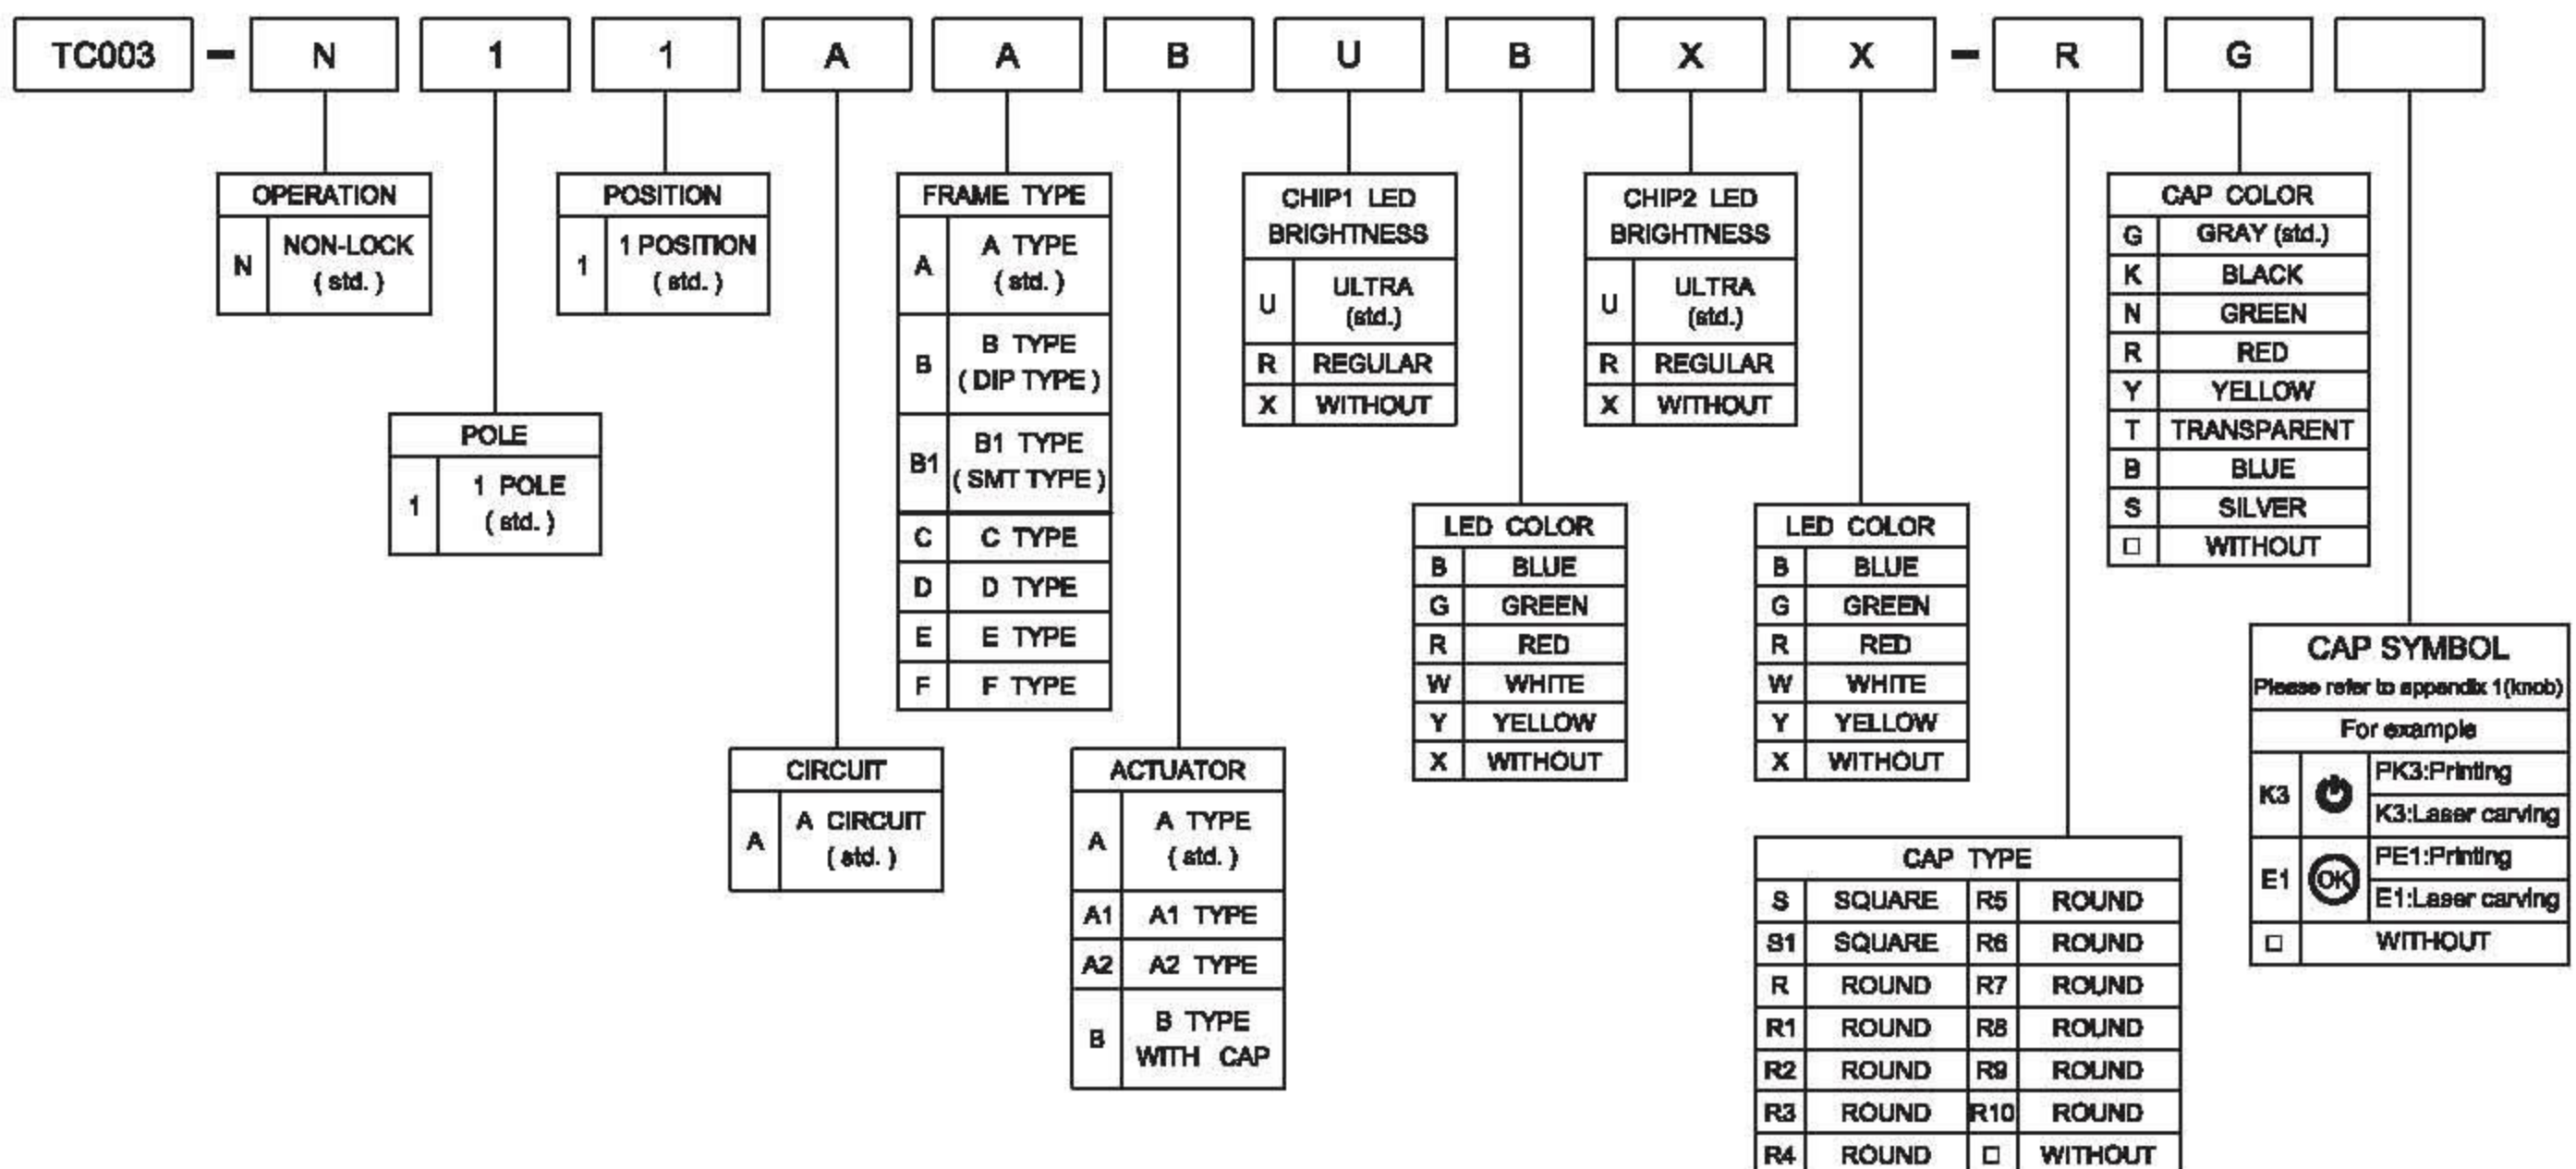 TC003 - N 1 1 A A B U B X X - R G
OPERATION
N NON-LOCK
( std. )
POLE
1 1 POLE
( std. )
POSITION
1 1 POSITION
( std. )
CIRCUIT
A A CIRCUIT
( std. )
FRAME TYPE
A A TYPE
( std. )
B B TYPE
( DIP TYPE )
B1 B1 TYPE
( SMT TYPE )
C C TYPE
D D TYPE
E E TYPE
F F TYPE
ACTUATOR
A A TYPE
( std. )
A1 A1 TYPE
A2 A2 TYPE
B B TYPE
WITH CAP
CHIP1 LED
BRIGHTNESS
U ULTRA
(std.)
R REGULAR
X WITHOUT
LED COLOR
B BLUE
G GREEN
R RED
W WHITE
Y YELLOW
X WITHOUT
CHIP2 LED
BRIGHTNESS
U ULTRA
(std.)
R REGULAR
X WITHOUT
LED COLOR
B BLUE
G GREEN
R RED
W WHITE
Y YELLOW
X WITHOUT
CAP TYPE
S SQUARE R5 ROUND
S1 SQUARE R6 ROUND
R ROUND R7 ROUND
R1 ROUND R8 ROUND
R2 ROUND R9 ROUND
R3 ROUND R10 ROUND
R4 ROUND □ WITHOUT
CAP COLOR
G GRAY (std.)
K BLACK
N GREEN
R RED
Y YELLOW
T TRANSPARENT
B BLUE
S SILVER
□ WITHOUT
CAP SYMBOL
Please refer to appendix 1(knob)
For example
K3 PK3:Printing
K3:Laser carving
E1 OK PE1:Printing
E1:Laser carving
□ WITHOUT